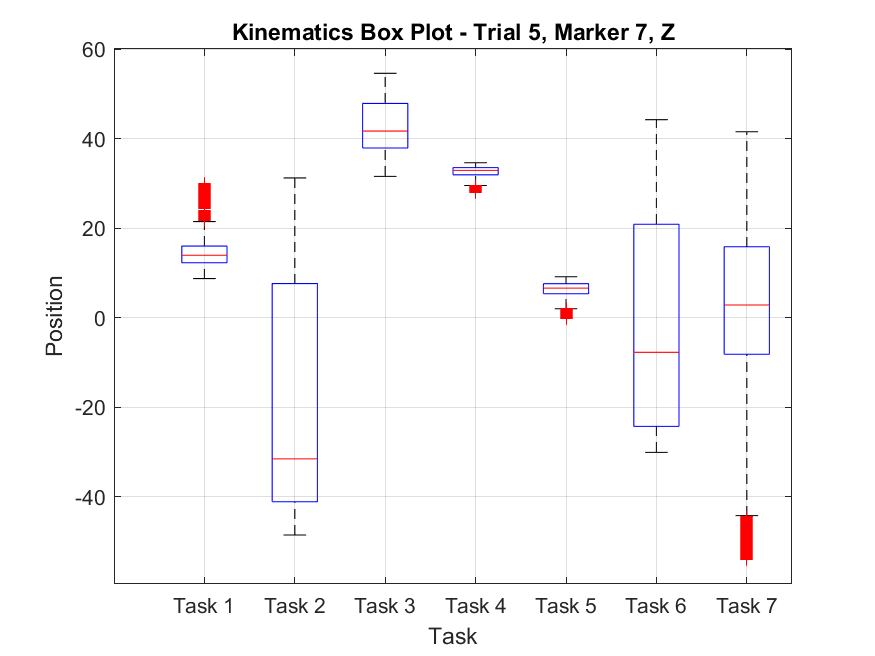 Kinematics Box Plot - Trial 5, Marker 7, Z
60
40
20
0
-20
-40
Position
Task 1 Task 2 Task 3 Task 4 Task 5 Task 6 Task 7
Task